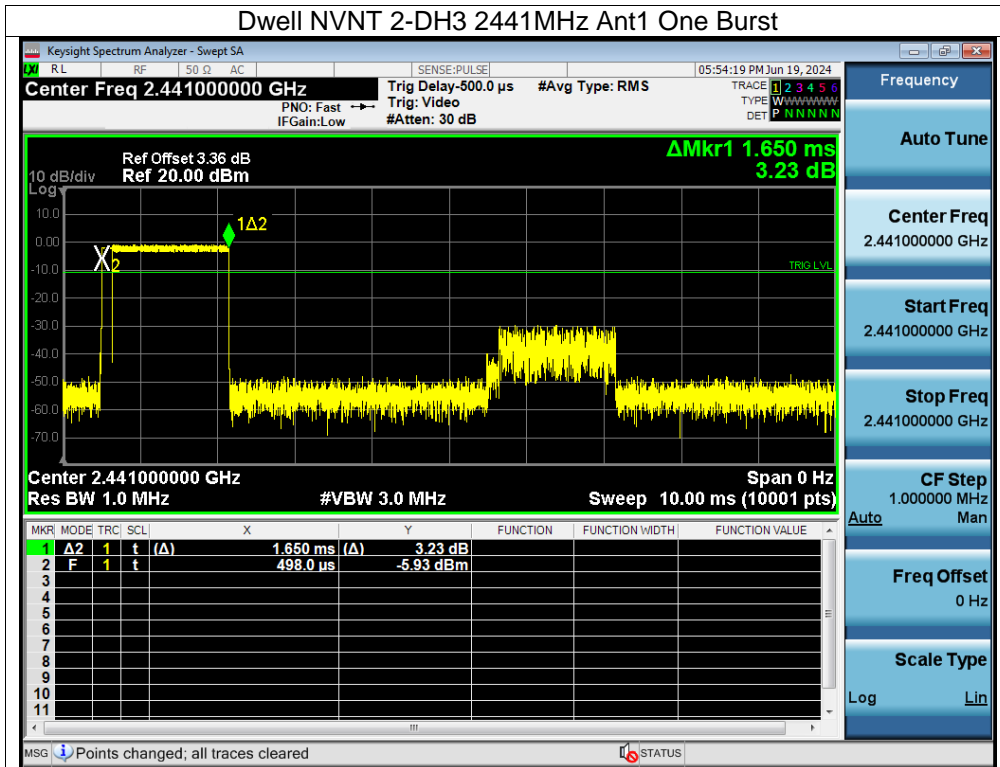 Dwell NVNT 2-DH3 2441MHz Ant1 One Burst
Keysight Spectrum Analyzer - Swept SA
LXI RL RF 50 Ω AC SENSE:PULSE 05:54:19 PM Jun 19, 2024
Center Freq 2.441000000 GHz Trig Delay-500.0 µs #Avg Type: RMS TRACE 1 2 3 4 5 6
PNO: Fast Trig: Video TYPE WWWWWW
IFGain:Low #Atten: 30 dB DET P NNNNN
Frequency
ΔMkr1 1.650 ms
3.23 dB
Ref Offset 3.36 dB
10 dB/div Ref 20.00 dBm
Log
10.0
0.00
-10.0
-20.0
-30.0
-40.0
-50.0
-60.0
-70.0
1Δ2
X2
TRIG LVL
Center 2.441000000 GHz Span 0 Hz
Res BW 1.0 MHz #VBW 3.0 MHz Sweep 10.00 ms (10001 pts)
MKR MODE TRC SCL X Y FUNCTION FUNCTION WIDTH FUNCTION VALUE
1 Δ2 1 t (Δ) 1.650 ms (Δ) 3.23 dB
2 F 1 t 498.0 µs -5.93 dBm
3
4
5
6
7
8
9
10
11
Auto Tune
Center Freq
2.441000000 GHz
Start Freq
2.441000000 GHz
Stop Freq
2.441000000 GHz
CF Step
1.000000 MHz
Auto Man
Freq Offset
0 Hz
Scale Type
Log Lin
MSG Points changed; all traces cleared STATUS